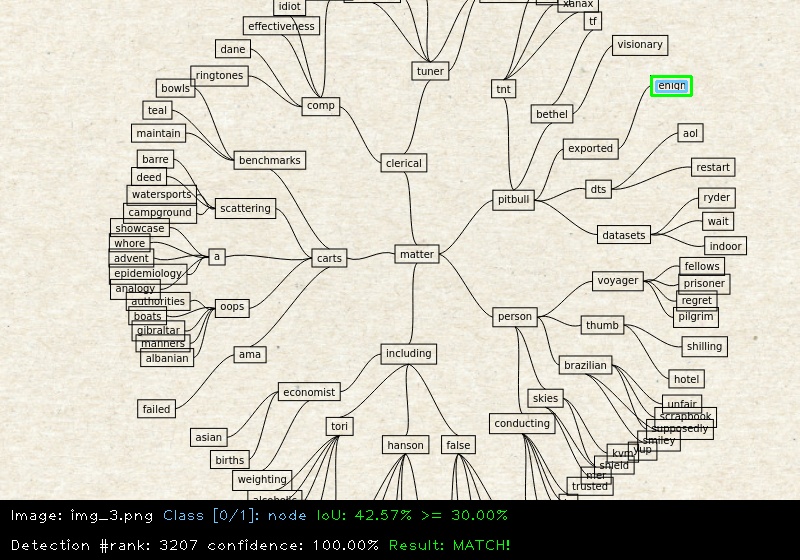 idiot
xanax
effectiveness
tf
dane
visionary
tuner
ringtones
bowls
tnt
enign
comp
teal
bethel
maintain
aol
exported
barre
benchmarks
clerical
restart
deed
dts
watersports
ryder
scattering
pitbull
campground
wait
showcase
datasets
whore
indoor
advent
a
carts
matter
epidemiology
fellows
voyager
prisoner
analogy
authorities
regret
oops
boats
person
pilgrim
gibraltar
thumb
manners
shilling
albanian
ama
including
brazilian
hotel
economist
skies
failed
unfair
scrapbook
conducting
tori
supposedly
asian
smiley
hanson
false
yup
kvm
births
shield
mer
weighting
trusted
alcoholic
Image: img_3.png Class [0/1]: node IoU: 42.57% >= 30.00%
Detection #rank: 3207 confidence: 100.00% Result: MATCH!